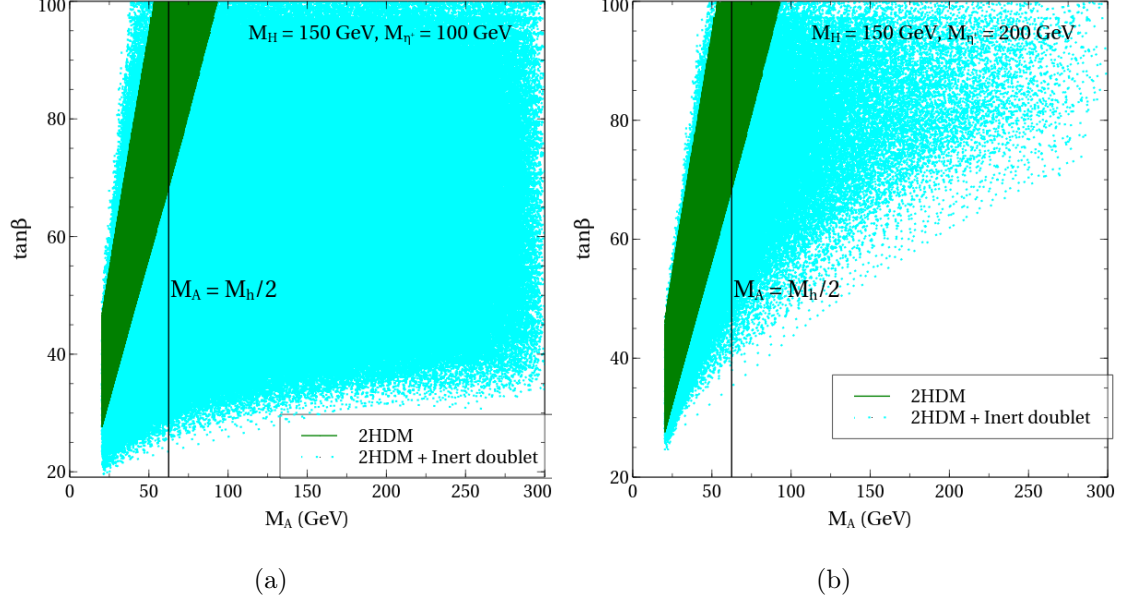 100
80
60
40
20
tanβ
M_H = 150 GeV, M_η⁺ = 100 GeV
M_A = M_h/2
2HDM
2HDM + Inert doublet
0 50 100 150 200 250 300
M_A (GeV)
(a)
100
80
60
40
20
tanβ
M_H = 150 GeV, M_η⁺ = 200 GeV
M_A = M_h/2
2HDM
2HDM + Inert doublet
0 50 100 150 200 250 300
M_A (GeV)
(b)